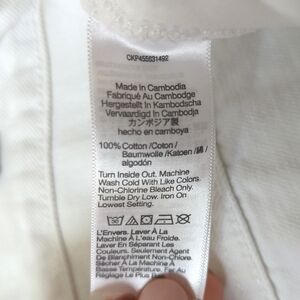 CKP455631492
Made in Cambodia
Fabriqué Au Cambodge
Hergestellt In Kambodscha
Vervaardigd In Cambodja
カンボジア製
hecho en camboya
100% Cotton /Coton /
Baumwolle /Katoen / 綿 /
algodón
Turn Inside Out. Machine
Wash Cold With Like Colors.
Non-Chlorine Bleach Only.
Tumble Dry Low. Iron On
Lowest Setting.
L'Envers. Laver À La
Machine À L'eau Froide.
Laver En Séparant Les
Couleurs. Seulement Agent
De Blanchiment Non-Chloré.
Sécher À La Machine À
Basse Température. Fer Au
Réglage Le Plus Bas